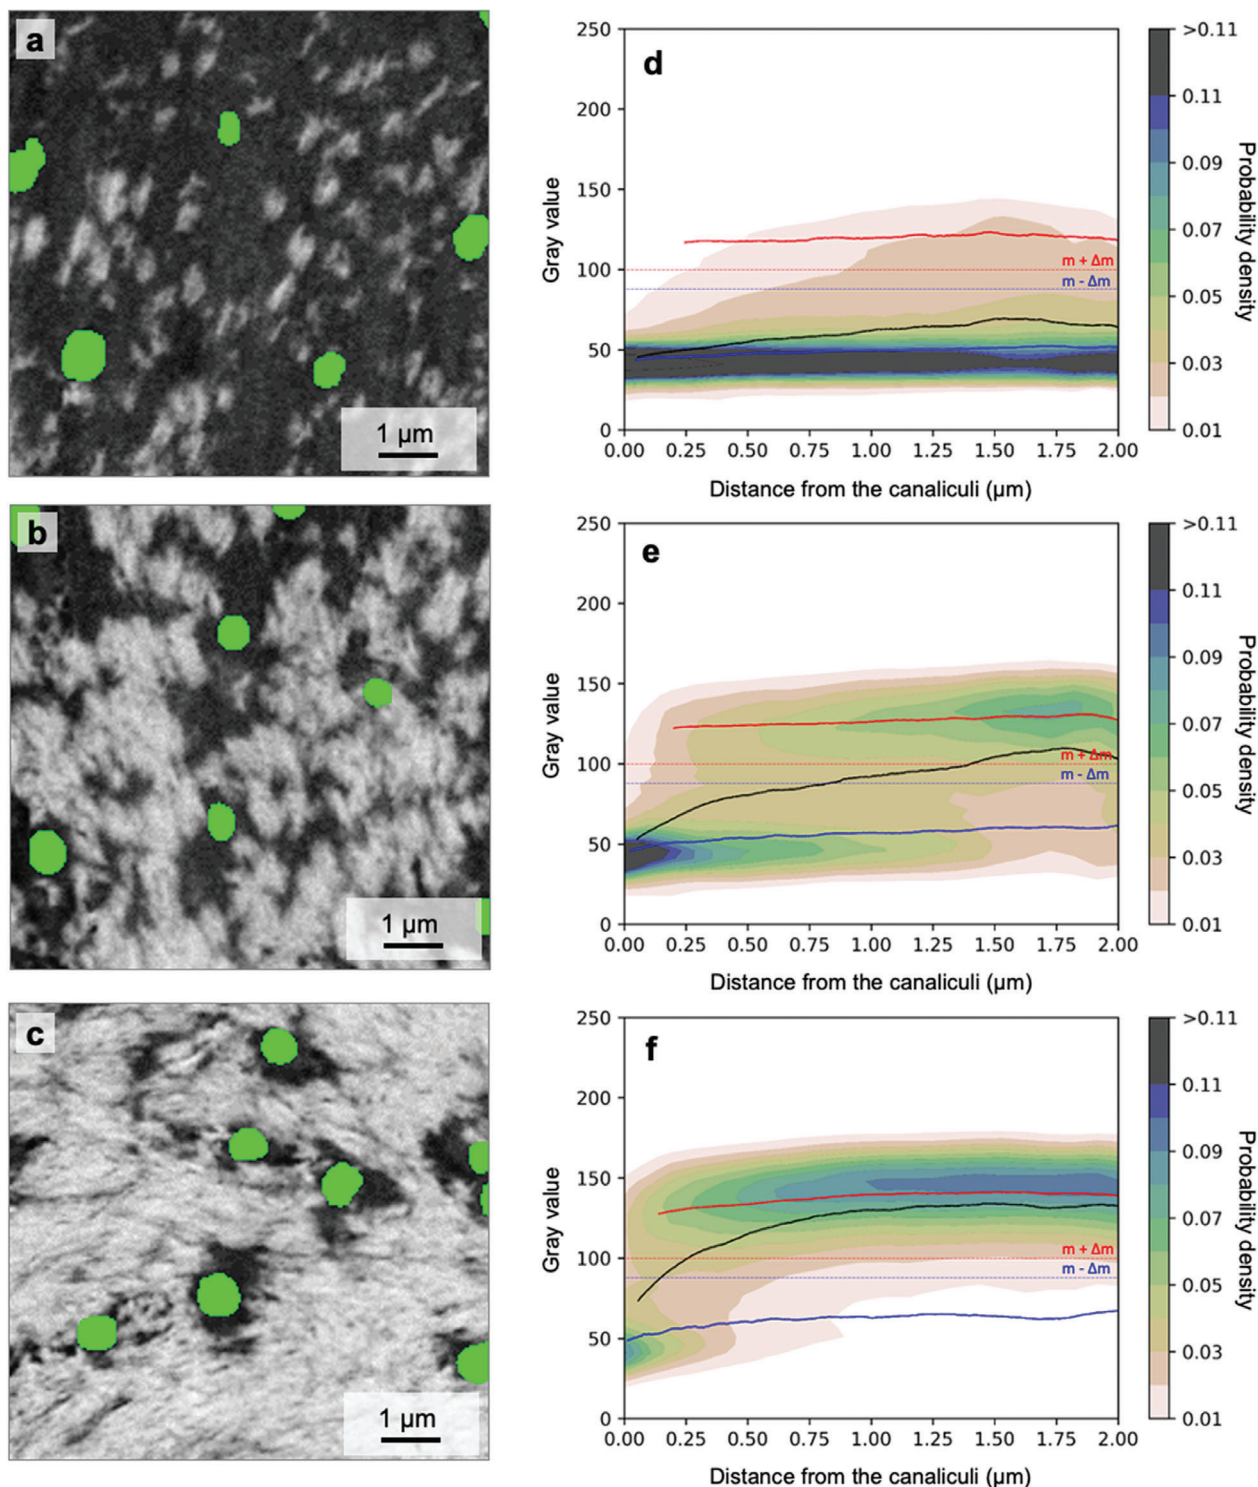 a
1 µm
d
250
200
150
100
50
0
Gray value
m + Δm
m - Δm
0.00 0.25 0.50 0.75 1.00 1.25 1.50 1.75 2.00
Distance from the canaliculi (µm)
>0.11
0.11
0.09
0.07
0.05
0.03
0.01
Probability density
b
1 µm
e
250
200
150
100
50
0
Gray value
m + Δm
m - Δm
0.00 0.25 0.50 0.75 1.00 1.25 1.50 1.75 2.00
Distance from the canaliculi (µm)
>0.11
0.11
0.09
0.07
0.05
0.03
0.01
Probability density
c
1 µm
f
250
200
150
100
50
0
Gray value
m + Δm
m - Δm
0.00 0.25 0.50 0.75 1.00 1.25 1.50 1.75 2.00
Distance from the canaliculi (µm)
>0.11
0.11
0.09
0.07
0.05
0.03
0.01
Probability density